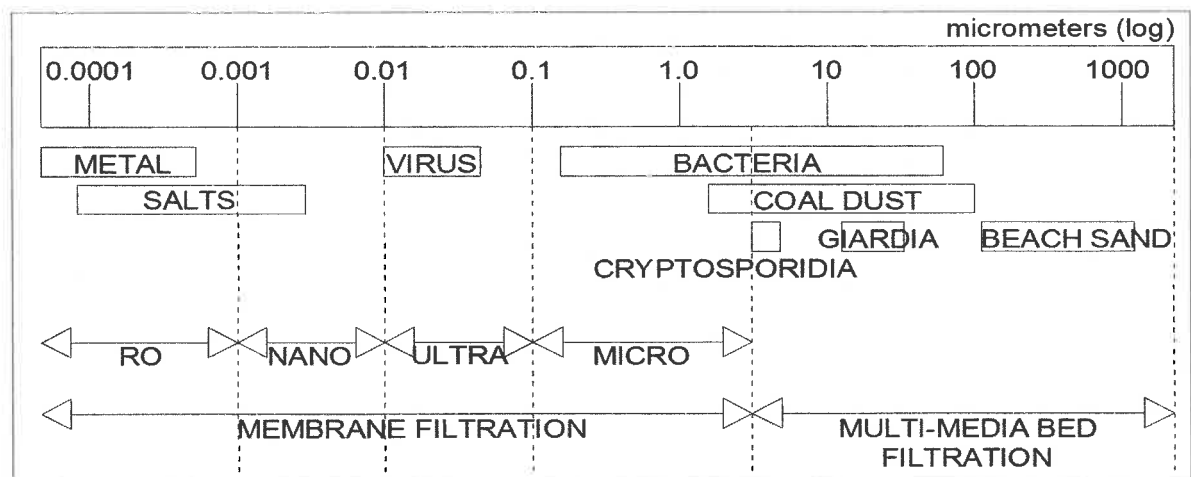 micrometers (log)
0.0001 0.001 0.01 0.1 1.0 10 100 1000
METAL VIRUS BACTERIA
SALTS COAL DUST
GIARDIA BEACH SAND
CRYPTOSPORIDIA
RO NANO ULTRA MICRO
MEMBRANE FILTRATION MULTI-MEDIA BED
FILTRATION